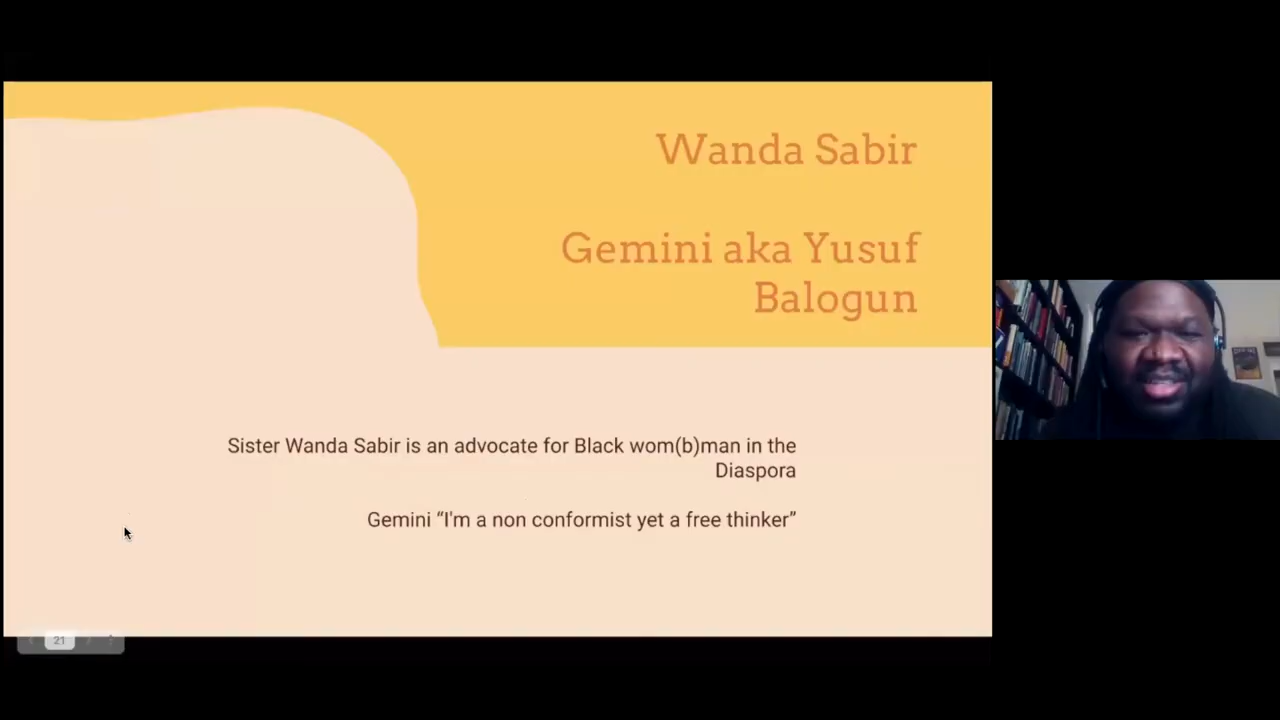 Wanda Sabir
Gemini aka Yusuf
Balogun
Sister Wanda Sabir is an advocate for Black wom(b)man in the
Diaspora
Gemini “I'm a non conformist yet a free thinker”
21